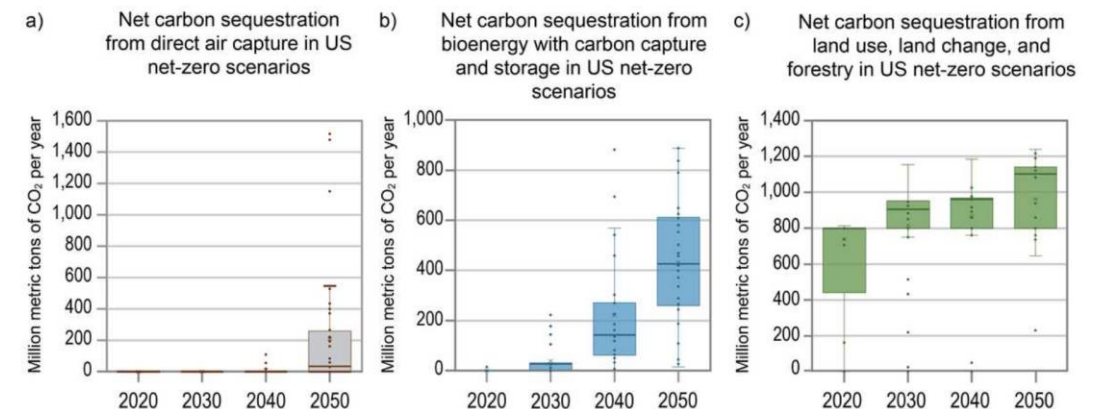 a)
Net carbon sequestration
from direct air capture in US
net-zero scenarios
Million metric tons of CO₂ per year
1,600
1,400
1,200
1,000
800
600
400
200
0
2020 2030 2040 2050
b)
Net carbon sequestration from
bioenergy with carbon capture
and storage in US net-zero
scenarios
Million metric tons of CO₂ per year
1,000
800
600
400
200
0
2020 2030 2040 2050
c)
Net carbon sequestration from
land use, land change, and
forestry in US net-zero scenarios
Million metric tons of CO₂ per year
1,400
1,200
1,000
800
600
400
200
0
2020 2030 2040 2050